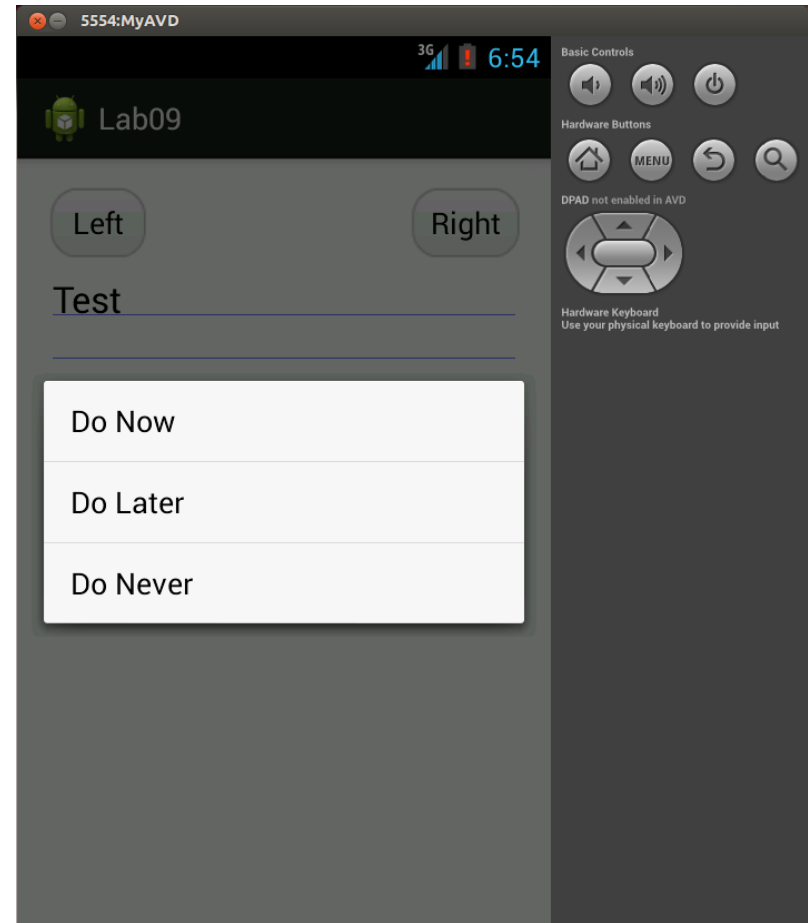 5554:MyAVD
3G 6:54
Lab09
Left Right
Test
Do Now
Do Later
Do Never
Basic Controls
Hardware Buttons
MENU
DPAD not enabled in AVD
Hardware Keyboard
Use your physical keyboard to provide input